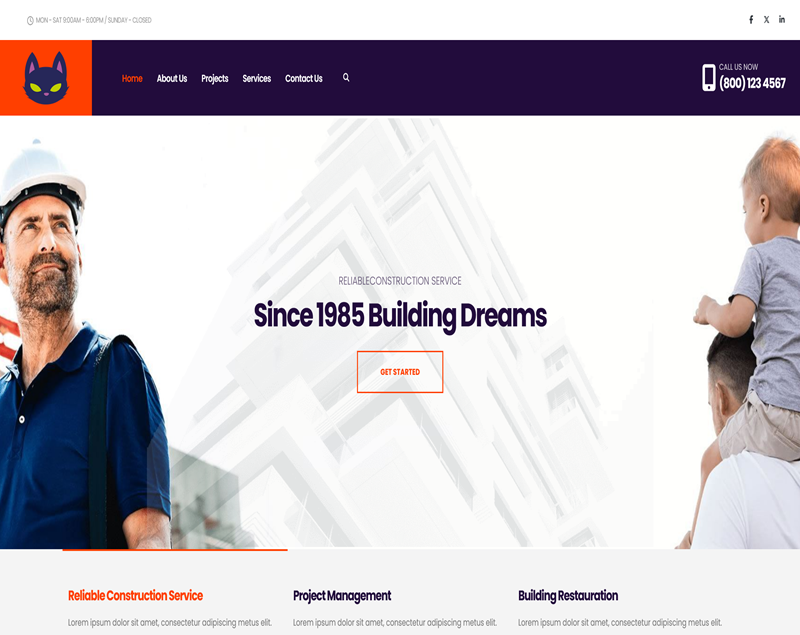 MON - SAT 9:00AM - 6:00PM / SUNDAY - CLOSED
Home About Us Projects Services Contact Us
CALL US NOW
(800) 123 4567
RELIABLECONSTRUCTION SERVICE
Since 1985 Building Dreams
GET STARTED
Reliable Construction Service
Lorem ipsum dolor sit amet, consectetur adipiscing metus elit.
Project Management
Lorem ipsum dolor sit amet, consectetur adipiscing metus elit.
Building Restauration
Lorem ipsum dolor sit amet, consectetur adipiscing metus elit.